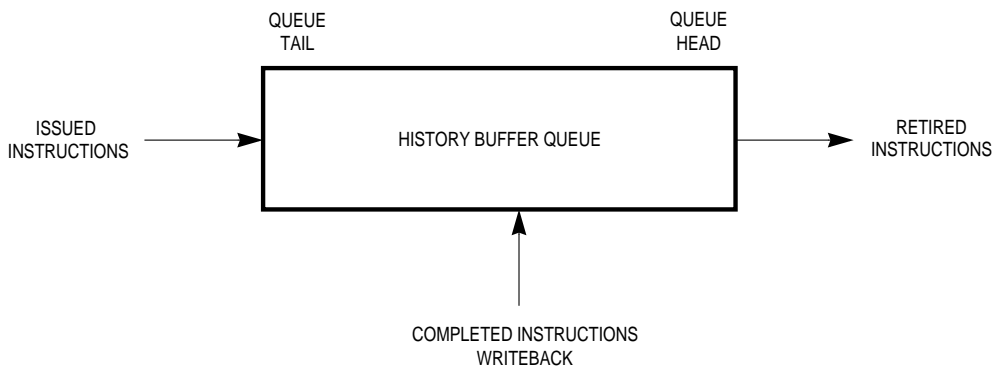 QUEUE
TAIL
QUEUE
HEAD
ISSUED
INSTRUCTIONS
HISTORY BUFFER QUEUE
RETIRED
INSTRUCTIONS
COMPLETED INSTRUCTIONS
WRITEBACK